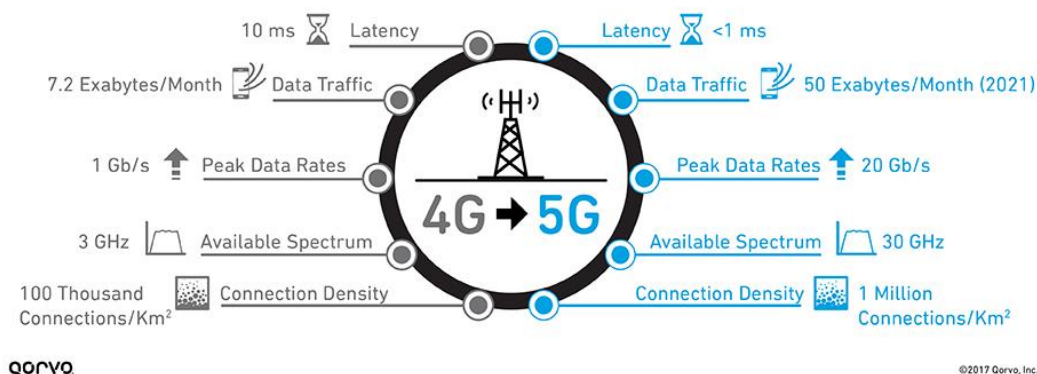 10 ms Latency
Latency <1 ms
7.2 Exabytes/Month Data Traffic
Data Traffic 50 Exabytes/Month (2021)
1 Gb/s Peak Data Rates
Peak Data Rates 20 Gb/s
4G 5G
3 GHz Available Spectrum
Available Spectrum 30 GHz
100 Thousand
Connections/Km²
Connection Density
Connection Density
1 Million
Connections/Km²
QORVO.
©2017 Qorvo, Inc.